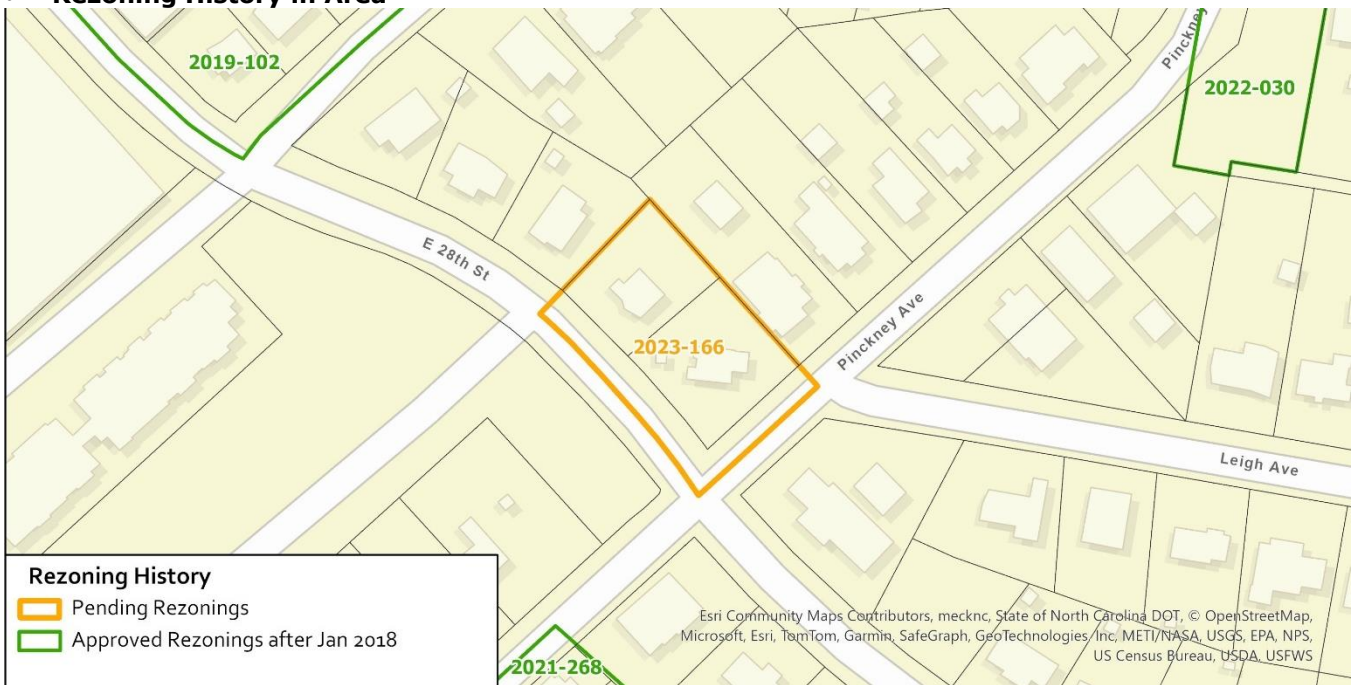 Rezoning History in Area
2019-102
Pinckney
2022-030
E 28th St
2023-166
Pinckney Ave
Leigh Ave
2021-268
Rezoning History
Pending Rezonings
Approved Rezonings after Jan 2018
Esri Community Maps Contributors, mecknc, State of North Carolina DOT, © OpenStreetMap,
Microsoft, Esri, TomTom, Garmin, SafeGraph, GeoTechnologies, Inc, METI/NASA, USGS, EPA, NPS,
US Census Bureau, USDA, USFWS